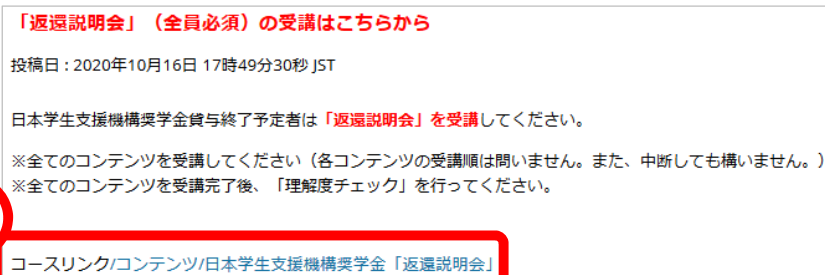 「返還説明会」（全員必須）の受講はこちらから
投稿日 : 2020年10月16日 17時49分30秒 JST
日本学生支援機構奨学金貸与終了予定者は「返還説明会」を受講してください。
※全てのコンテンツを受講してください（各コンテンツの受講順は問いません。また、中断しても構いません。）
※全てのコンテンツを受講完了後、「理解度チェック」を行ってください。
コースリンク/コンテンツ/日本学生支援機構奨学金「返還説明会」